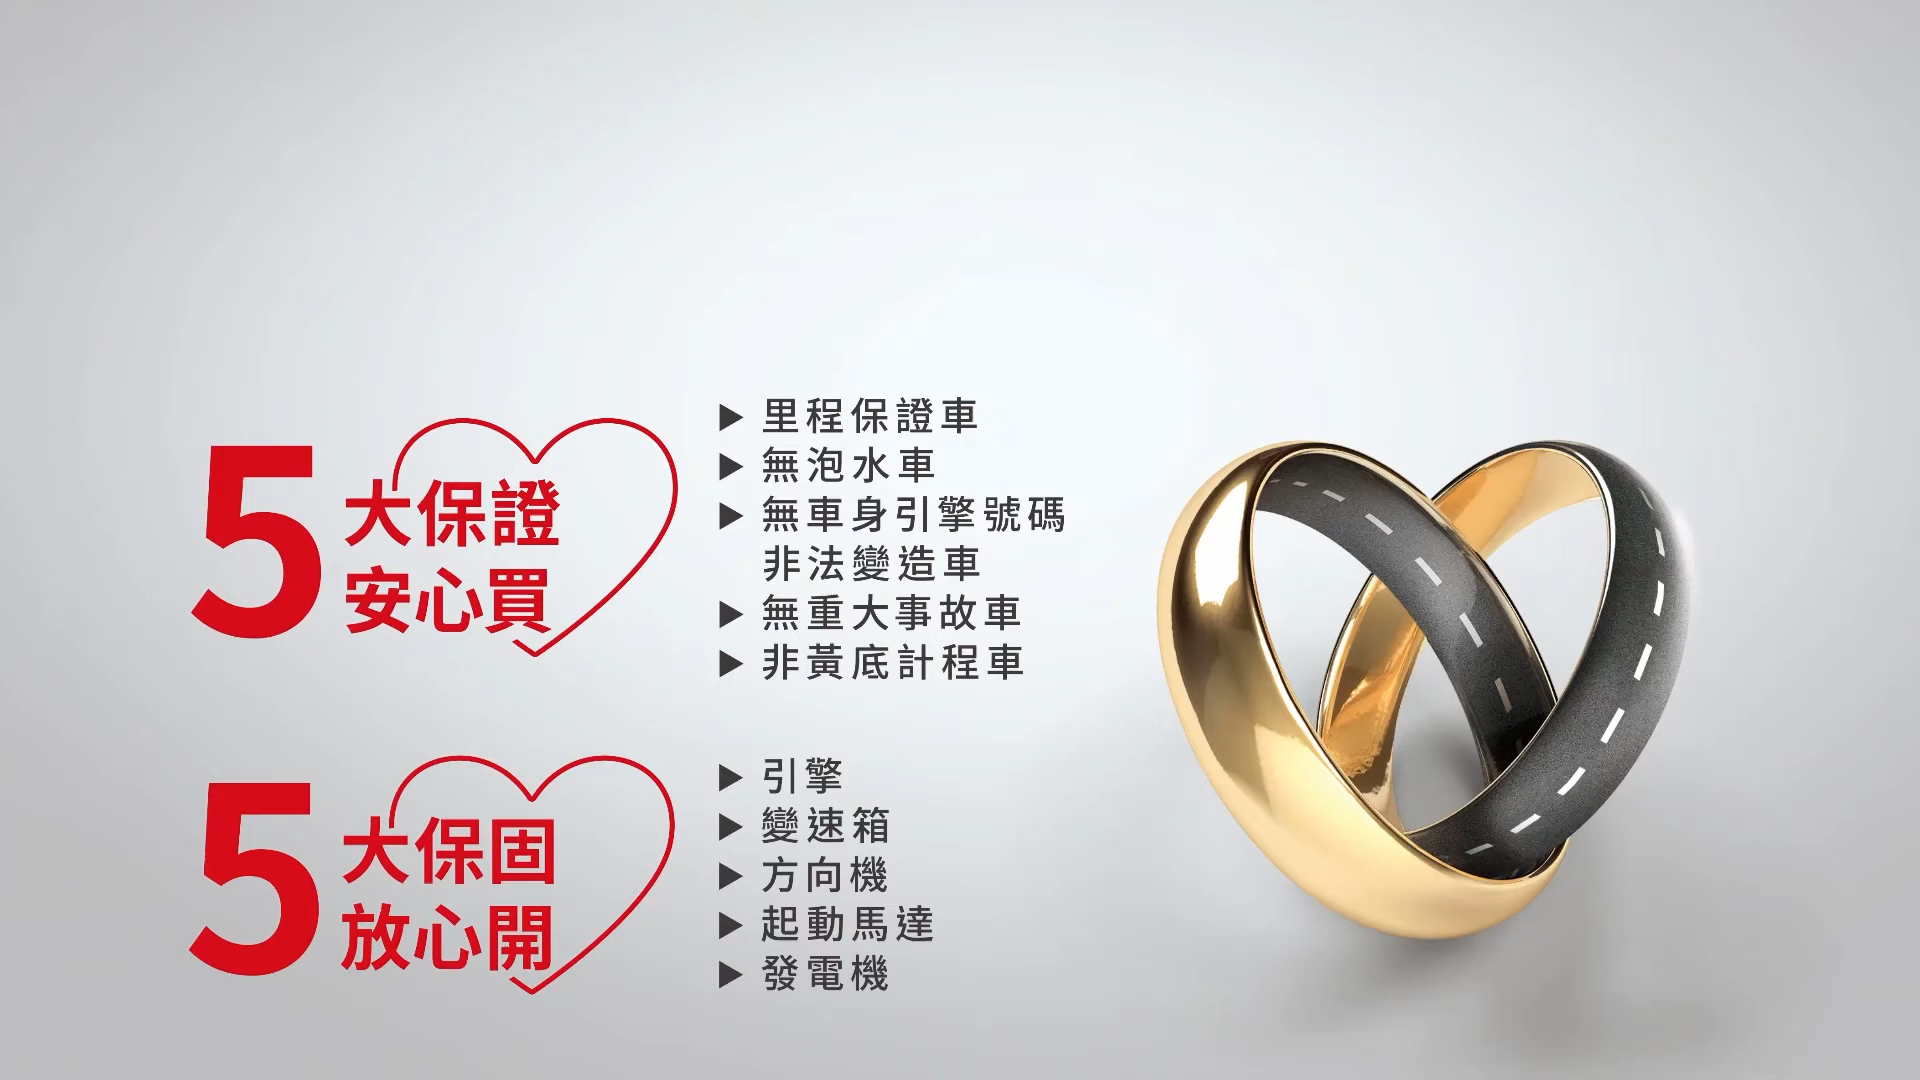 5大保證
安心買
▶ 里程保證車
▶ 無泡水車
▶ 無車身引擎號碼
非法變造車
▶ 無重大事故車
▶ 非黃底計程車
5大保固
放心開
▶ 引擎
▶ 變速箱
▶ 方向機
▶ 起動馬達
▶ 發電機